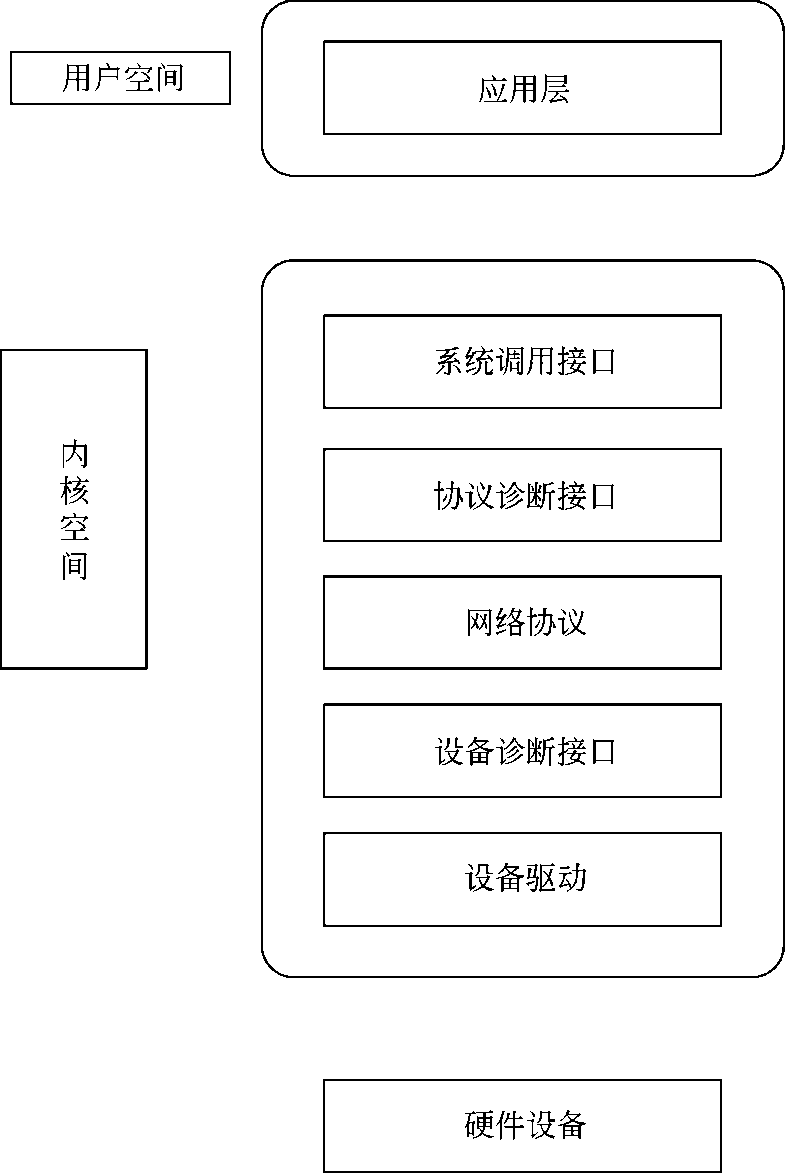 用户空间
应用层
系统调用接口
协议诊断接口
内
核
空
间
网络协议
设备诊断接口
设备驱动
硬件设备